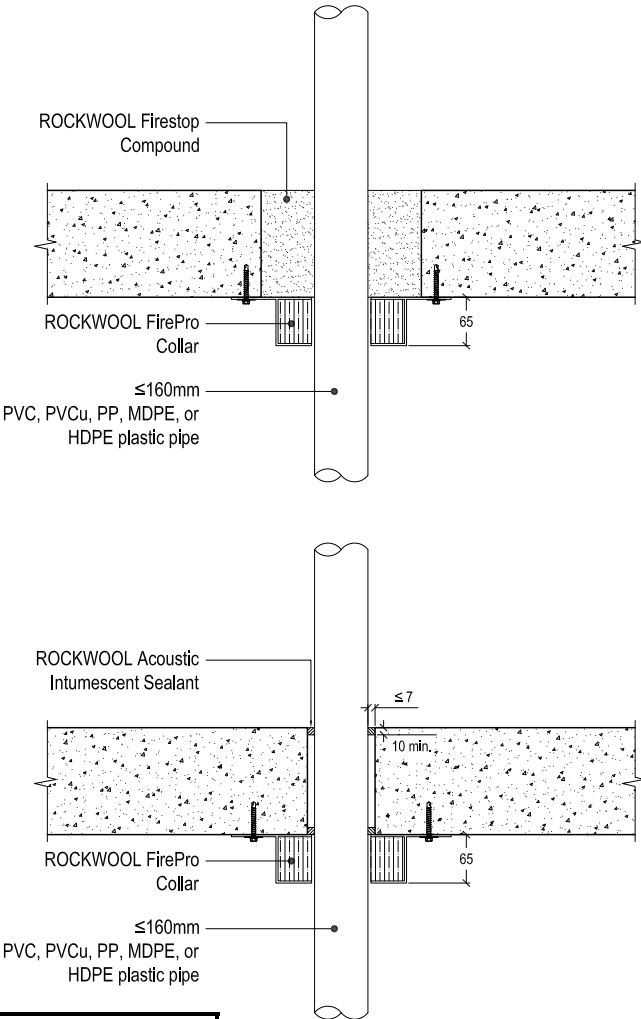 ROCKWOOL Firestop
Compound
ROCKWOOL FirePro
Collar
65
≤160mm
PVC, PVCu, PP, MDPE, or
HDPE plastic pipe
ROCKWOOL Acoustic
Intumescent Sealant
≤ 7
10 min.
ROCKWOOL FirePro
Collar
65
≤160mm
PVC, PVCu, PP, MDPE, or
HDPE plastic pipe